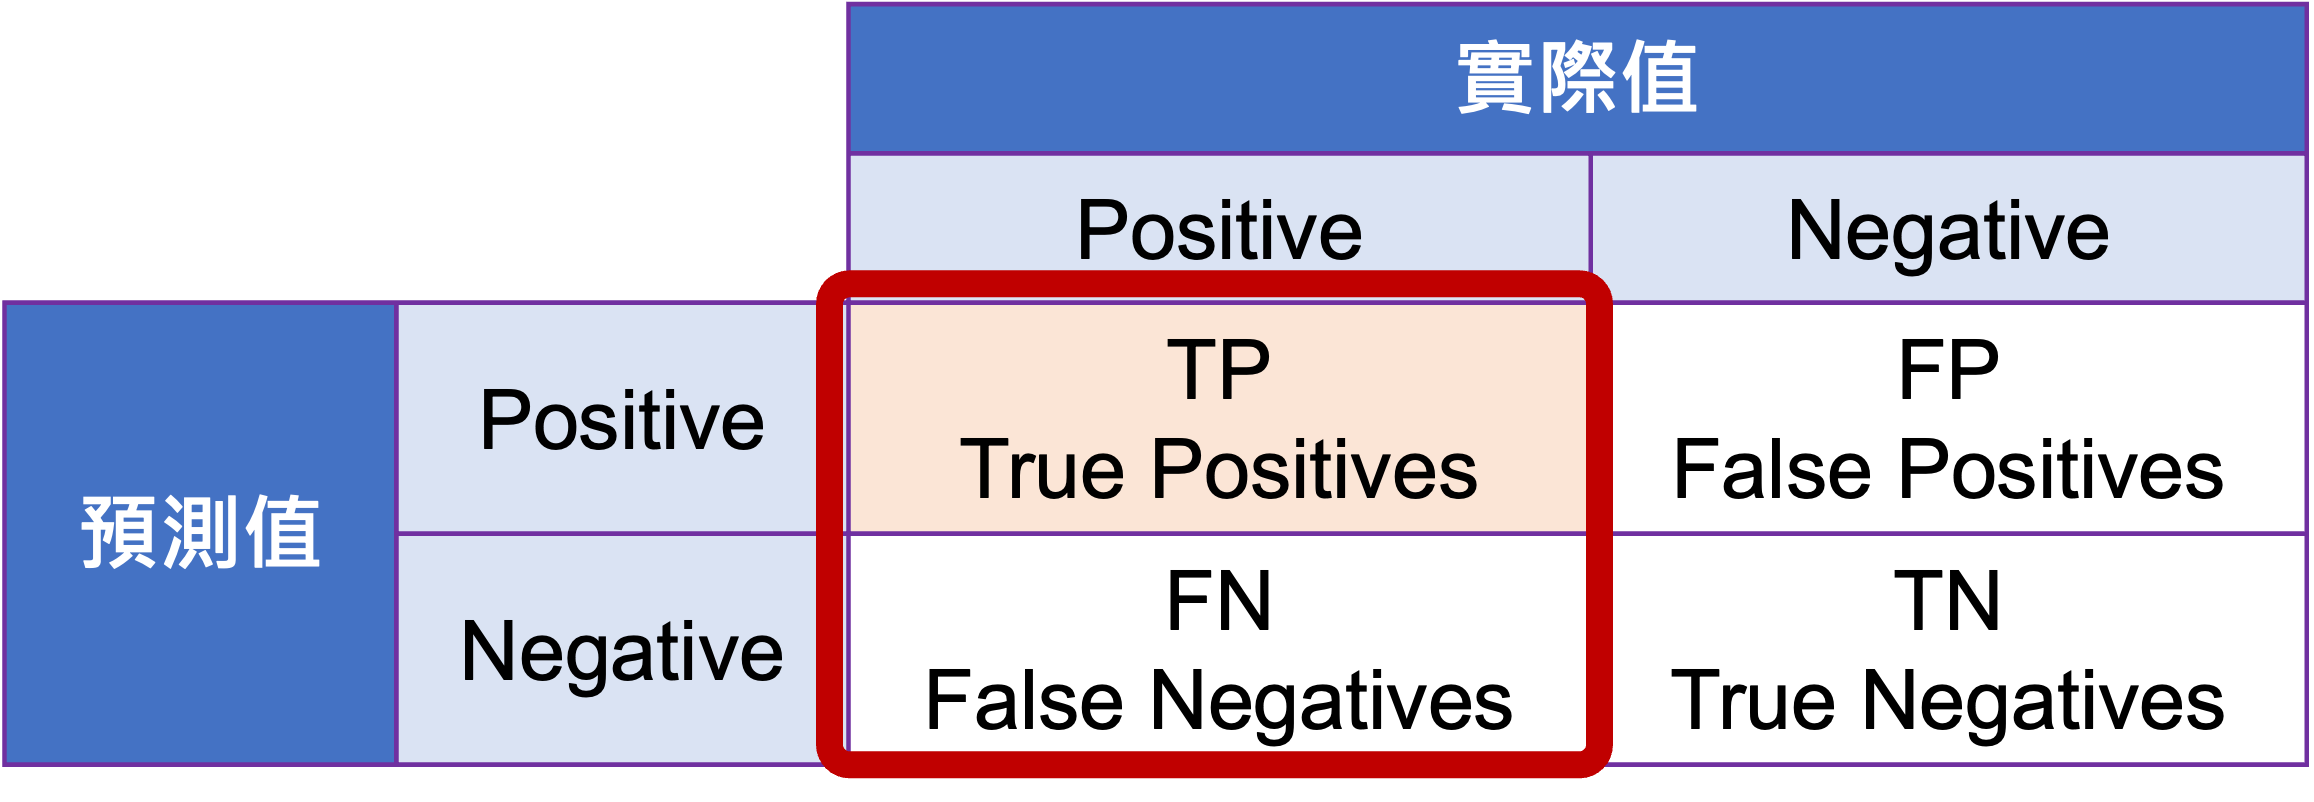 實際值
Positive
Negative
預測值
Positive
TP
True Positives
FP
False Positives
Negative
FN
False Negatives
TN
True Negatives